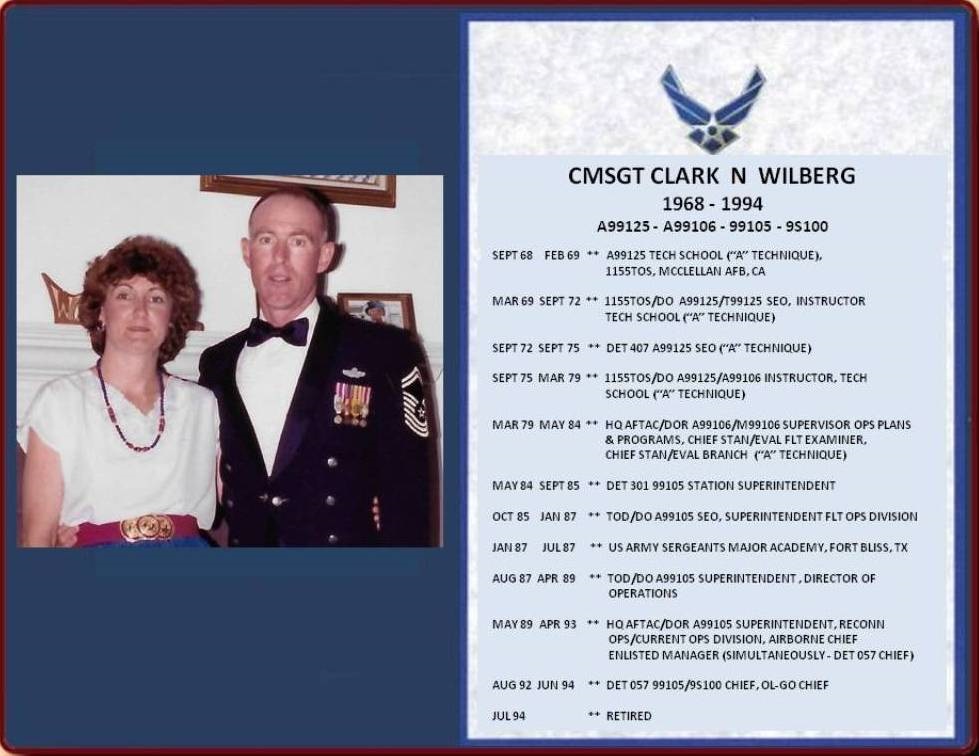 CMSGT CLARK N WILBERG
1968 - 1994
A99125 - A99106 - 99105 - 9S100
SEPT 68 FEB 69 ** A99125 TECH SCHOOL ("A" TECHNIQUE),
1155TOS, MCCLELLAN AFB, CA
MAR 69 SEPT 72 ** 1155TOS/DO A99125/T99125 SEO, INSTRUCTOR
TECH SCHOOL ("A" TECHNIQUE)
SEPT 72 SEPT 75 ** DET 407 A99125 SEO ("A" TECHNIQUE)
SEPT 75 MAR 79 ** 1155TOS/DO A99125/A99106 INSTRUCTOR, TECH
SCHOOL ("A" TECHNIQUE)
MAR 79 MAY 84 ** HQ AFTAC/DOR A99106/M99106 SUPERVISOR OPS PLANS
& PROGRAMS, CHIEF STAN/EVAL FLT EXAMINER,
CHIEF STAN/EVAL BRANCH ("A" TECHNIQUE)
MAY 84 SEPT 85 ** DET 301 99105 STATION SUPERINTENDENT
OCT 85 JAN 87 ** TOD/DO A99105 SEO, SUPERINTENDENT FLT OPS DIVISION
JAN 87 JUL 87 ** US ARMY SERGEANTS MAJOR ACADEMY, FORT BLISS, TX
AUG 87 APR 89 ** TOD/DO A99105 SUPERINTENDENT , DIRECTOR OF
OPERATIONS
MAY 89 APR 93 ** HQ AFTAC/DOR A99105 SUPERINTENDENT, RECONN
OPS/CURRENT OPS DIVISION, AIRBORNE CHIEF
ENLISTED MANAGER (SIMULTANEOUSLY - DET 057 CHIEF)
AUG 92 JUN 94 ** DET 057 99105/9S100 CHIEF, OL-GO CHIEF
JUL 94 ** RETIRED